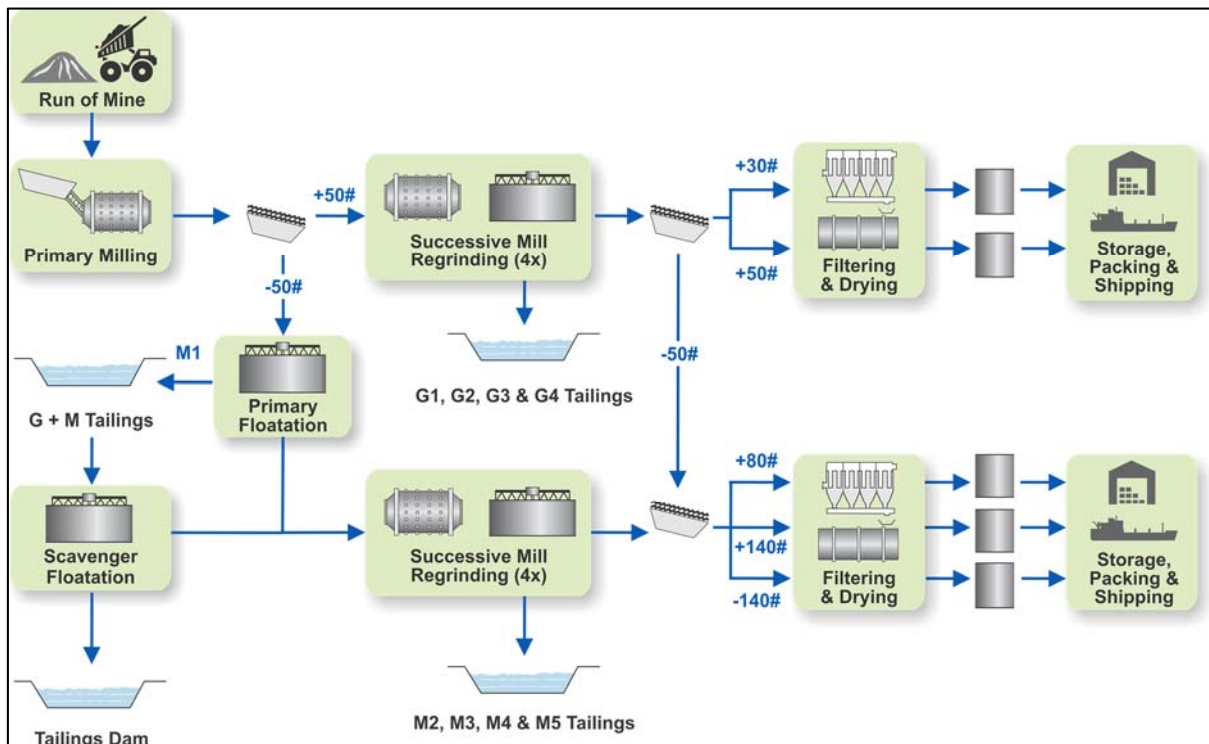 Run of Mine
Primary Milling
+50#
-50#
Successive Mill
Regrinding (4x)
+30#
+50#
Filtering
& Drying
Storage,
Packing &
Shipping
G1, G2, G3 & G4 Tailings
-50#
M1
G + M Tailings
Primary
Floatation
Scavenger
Floatation
Successive Mill
Regrinding (4x)
+80#
+140#
-140#
Filtering
& Drying
Storage,
Packing &
Shipping
M2, M3, M4 & M5 Tailings
Tailings Dam